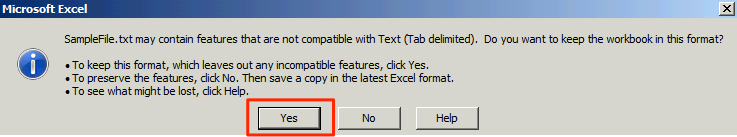 Microsoft Excel
SampleFile.txt may contain features that are not compatible with Text (Tab delimited).  Do you want to keep the workbook in this format?
• To keep this format, which leaves out any incompatible features, click Yes.
• To preserve the features, click No. Then save a copy in the latest Excel format.
• To see what might be lost, click Help.
Yes No Help